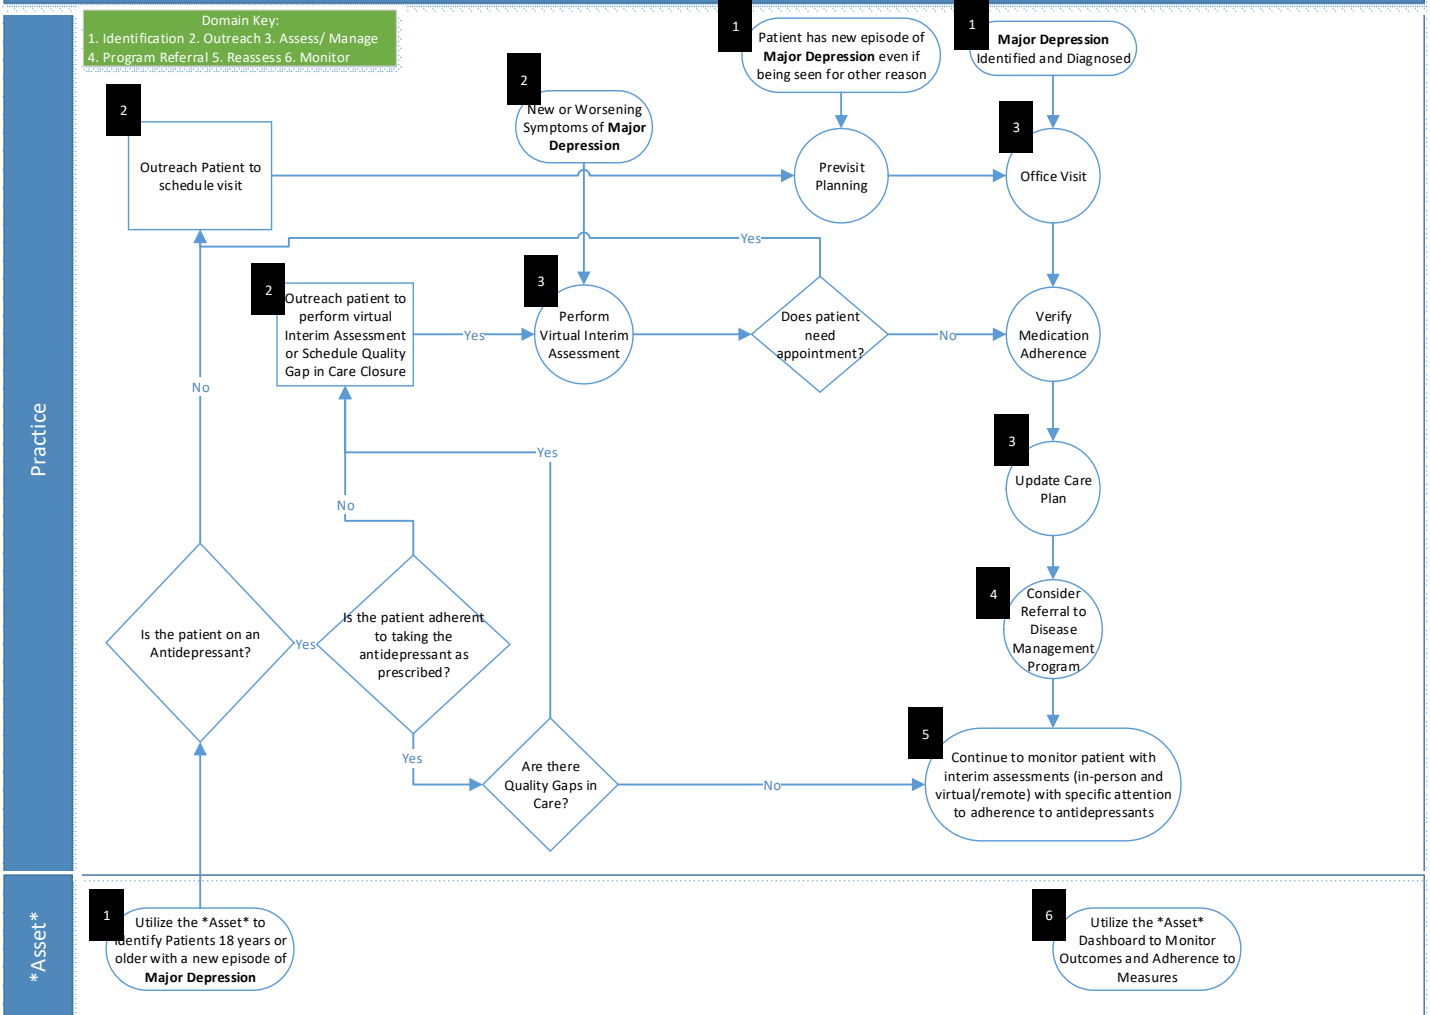 Domain Key:
1. Identification 2. Outreach 3. Assess/ Manage
4. Program Referral 5. Reassess 6. Monitor
1
Patient has new episode of
Major Depression even if
being seen for other reason
1
Major Depression
Identified and Diagnosed
2
New or Worsening
Symptoms of Major
Depression
2
Outreach Patient to
schedule visit
Previsit
Planning
3
Office Visit
Yes
2
Outreach patient to
perform virtual
Interim Assessment
or Schedule Quality
Gap in Care Closure
Yes
3
Perform
Virtual Interim
Assessment
Does patient
need
appointment?
No
Verify
Medication
Adherence
No
Practice
Yes
No
3
Update Care
Plan
Is the patient on an
Antidepressant?
Yes
Is the patient adherent
to taking the
antidepressant as
prescribed?
4
Consider
Referral to
Disease
Management
Program
Yes
Are there
Quality Gaps in
Care?
No
5
Continue to monitor patient with
interim assessments (in-person and
virtual/remote) with specific attention
to adherence to antidepressants
*Asset*
1
Utilize the *Asset* to
Identify Patients 18 years or
older with a new episode of
Major Depression
6
Utilize the *Asset*
Dashboard to Monitor
Outcomes and Adherence to
Measures